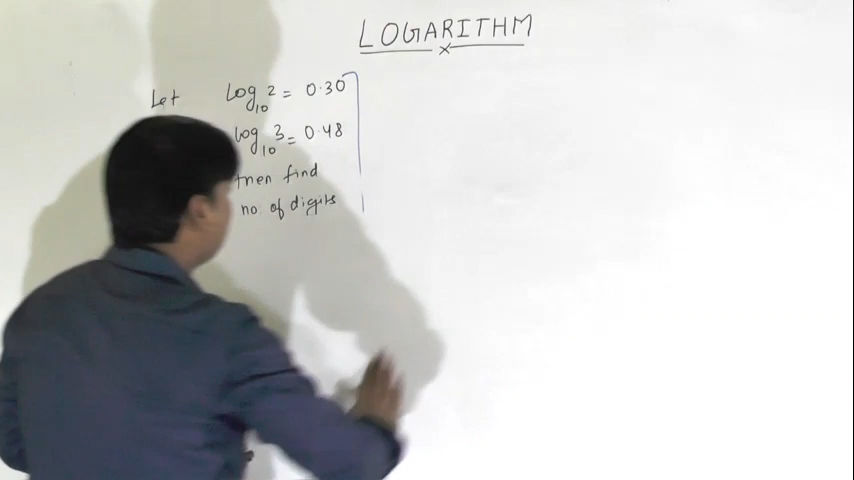 LOGARITHM
Let log₁₀ 2 = 0.30
log₁₀ 3 = 0.48
then find
no. of digits